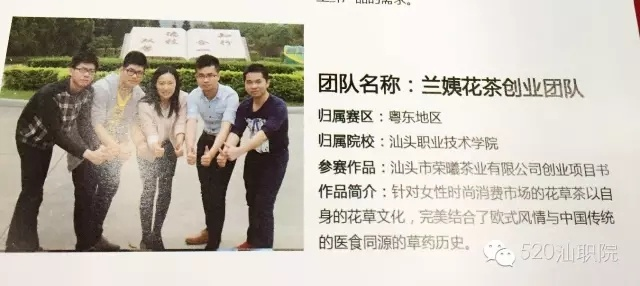 团队名称：兰姨花茶创业团队
归属赛区：粤东地区
归属院校：汕头职业技术学院
参赛作品：汕头市荣曦茶业有限公司创业项目书
作品简介：针对女性时尚消费市场的花草茶以自
身的花草文化，完美结合了欧式风情与中国传统
的医食同源的草药历史。
520汕职院